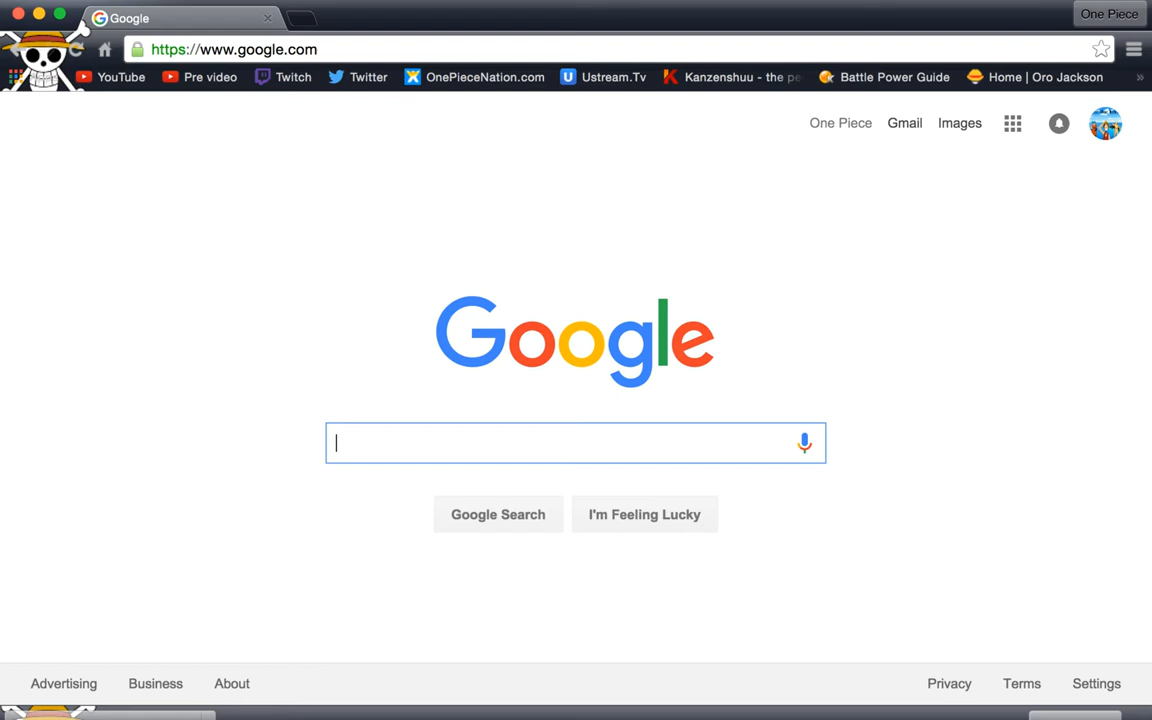 Google
One Piece
https://www.google.com
YouTube Pre video Twitch Twitter OnePieceNation.com Ustream.Tv Kanzenshuu - the pe Battle Power Guide Home | Oro Jackson »
One Piece Gmail Images
Google
Google Search I'm Feeling Lucky
Advertising Business About Privacy Terms Settings